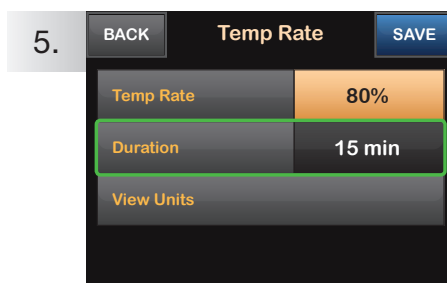 5.
BACK Temp Rate SAVE
Temp Rate 80%
Duration 15 min
View Units